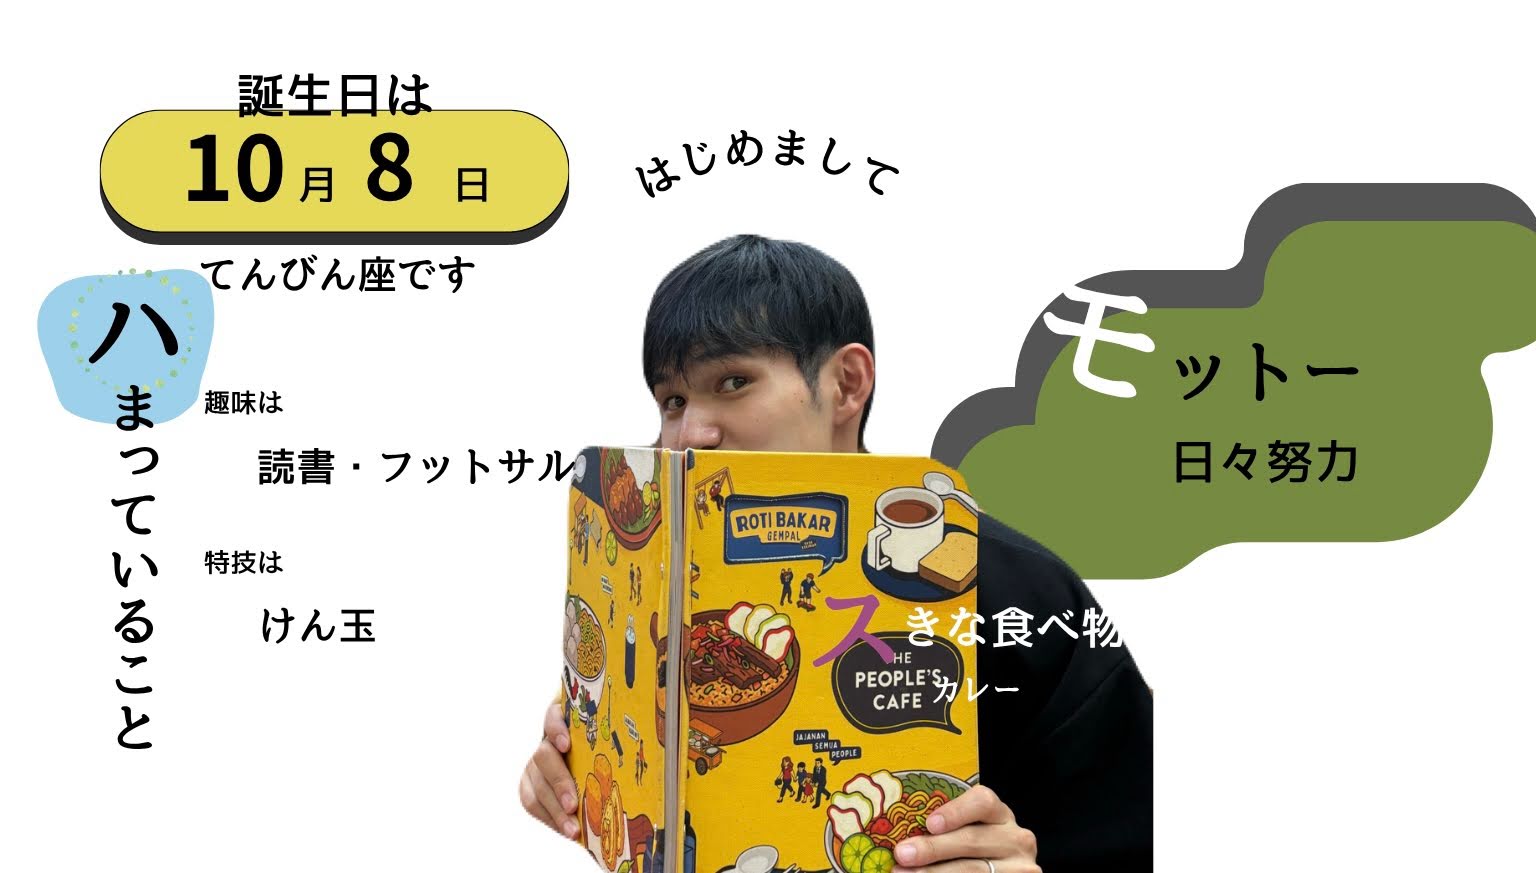 誕生日は
10月 8 日
てんびん座です
はじめまして
ハまっていること
趣味は
読書・フットサル
特技は
けん玉
モットー
日々努力
スきな食べ物
カレー
ROTI BAKAR
GEMPAL
THE
PEOPLE'S
CAFE
JAJANAN
SEMUA
PEOPLE